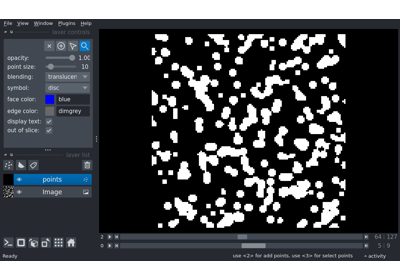 File View Window Plugins Help
layer controls
opacity: 1.00
point size: 10
blending: translucen
symbol: disc
face color: blue
edge color: dimgrey
display text:
out of slice:
layer list
points
Image
2 64 127
0 5 9
Ready use <2> for add points, use <3> for select points activity